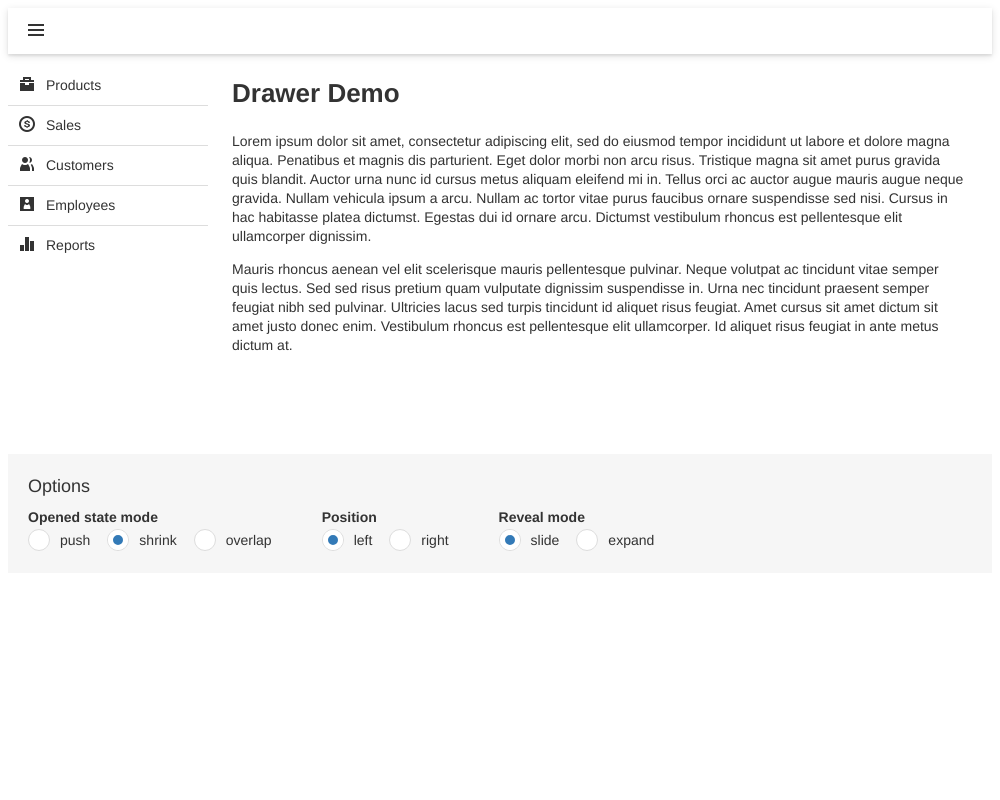 Products
Sales
Customers
Employees
Reports
Drawer Demo
Lorem ipsum dolor sit amet, consectetur adipiscing elit, sed do eiusmod tempor incididunt ut labore et dolore magna
aliqua. Penatibus et magnis dis parturient. Eget dolor morbi non arcu risus. Tristique magna sit amet purus gravida
quis blandit. Auctor urna nunc id cursus metus aliquam eleifend mi in. Tellus orci ac auctor augue mauris augue neque
gravida. Nullam vehicula ipsum a arcu. Nullam ac tortor vitae purus faucibus ornare suspendisse sed nisi. Cursus in
hac habitasse platea dictumst. Egestas dui id ornare arcu. Dictumst vestibulum rhoncus est pellentesque elit
ullamcorper dignissim.
Mauris rhoncus aenean vel elit scelerisque mauris pellentesque pulvinar. Neque volutpat ac tincidunt vitae semper
quis lectus. Sed sed risus pretium quam vulputate dignissim suspendisse in. Urna nec tincidunt praesent semper
feugiat nibh sed pulvinar. Ultricies lacus sed turpis tincidunt id aliquet risus feugiat. Amet cursus sit amet dictum sit
amet justo donec enim. Vestibulum rhoncus est pellentesque elit ullamcorper. Id aliquet risus feugiat in ante metus
dictum at.
Options
Opened state mode
push shrink overlap
Position
left right
Reveal mode
slide expand